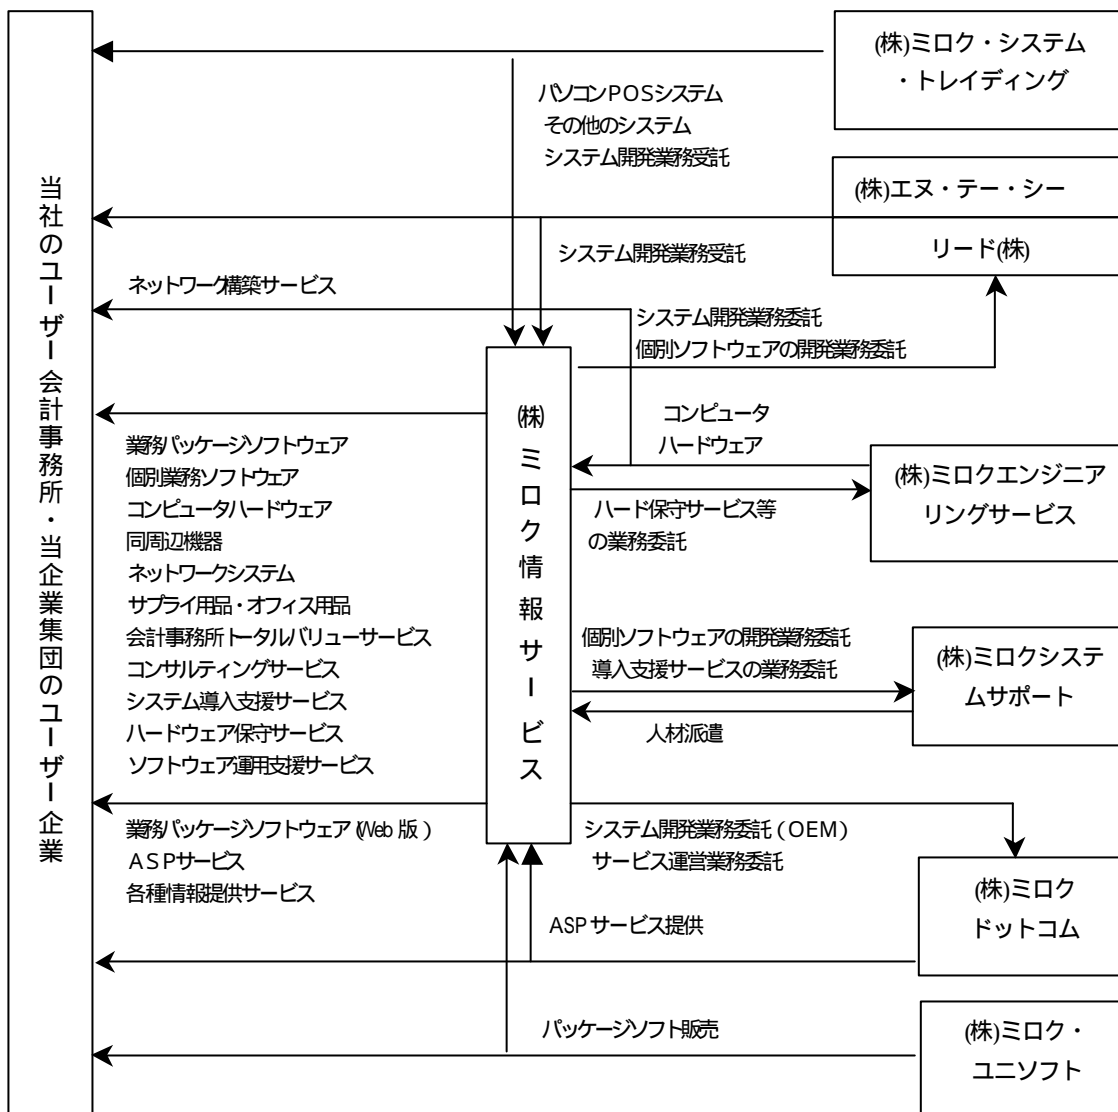 当社のユーザー会計事務所・当企業集団のユーザー企業
(株)ミロク・システム
・トレイディング
パソコンPOSシステム
その他のシステム
システム開発業務受託
(株)エヌ・テー・シー
リード(株)
システム開発業務受託
ネットワーク構築サービス
システム開発業務委託
個別ソフトウェアの開発業務委託
(株)ミロク情報サービス
コンピュータ
ハードウェア
(株)ミロクエンジニア
リングサービス
ハード保守サービス等
の業務委託
業務パッケージソフトウェア
個別業務ソフトウェア
コンピュータハードウェア
同周辺機器
ネットワークシステム
サプライ用品・オフィス用品
会計事務所トータルバリューサービス
コンサルティングサービス
システム導入支援サービス
ハードウェア保守サービス
ソフトウェア運用支援サービス
個別ソフトウェアの開発業務委託
導入支援サービスの業務委託
(株)ミロクシステ
ムサポート
人材派遣
業務パッケージソフトウェア(Web版)
ASPサービス
各種情報提供サービス
システム開発業務委託(OEM)
サービス運営業務委託
(株)ミロク
ドットコム
ASPサービス提供
パッケージソフト販売
(株)ミロク・
ユニソフト